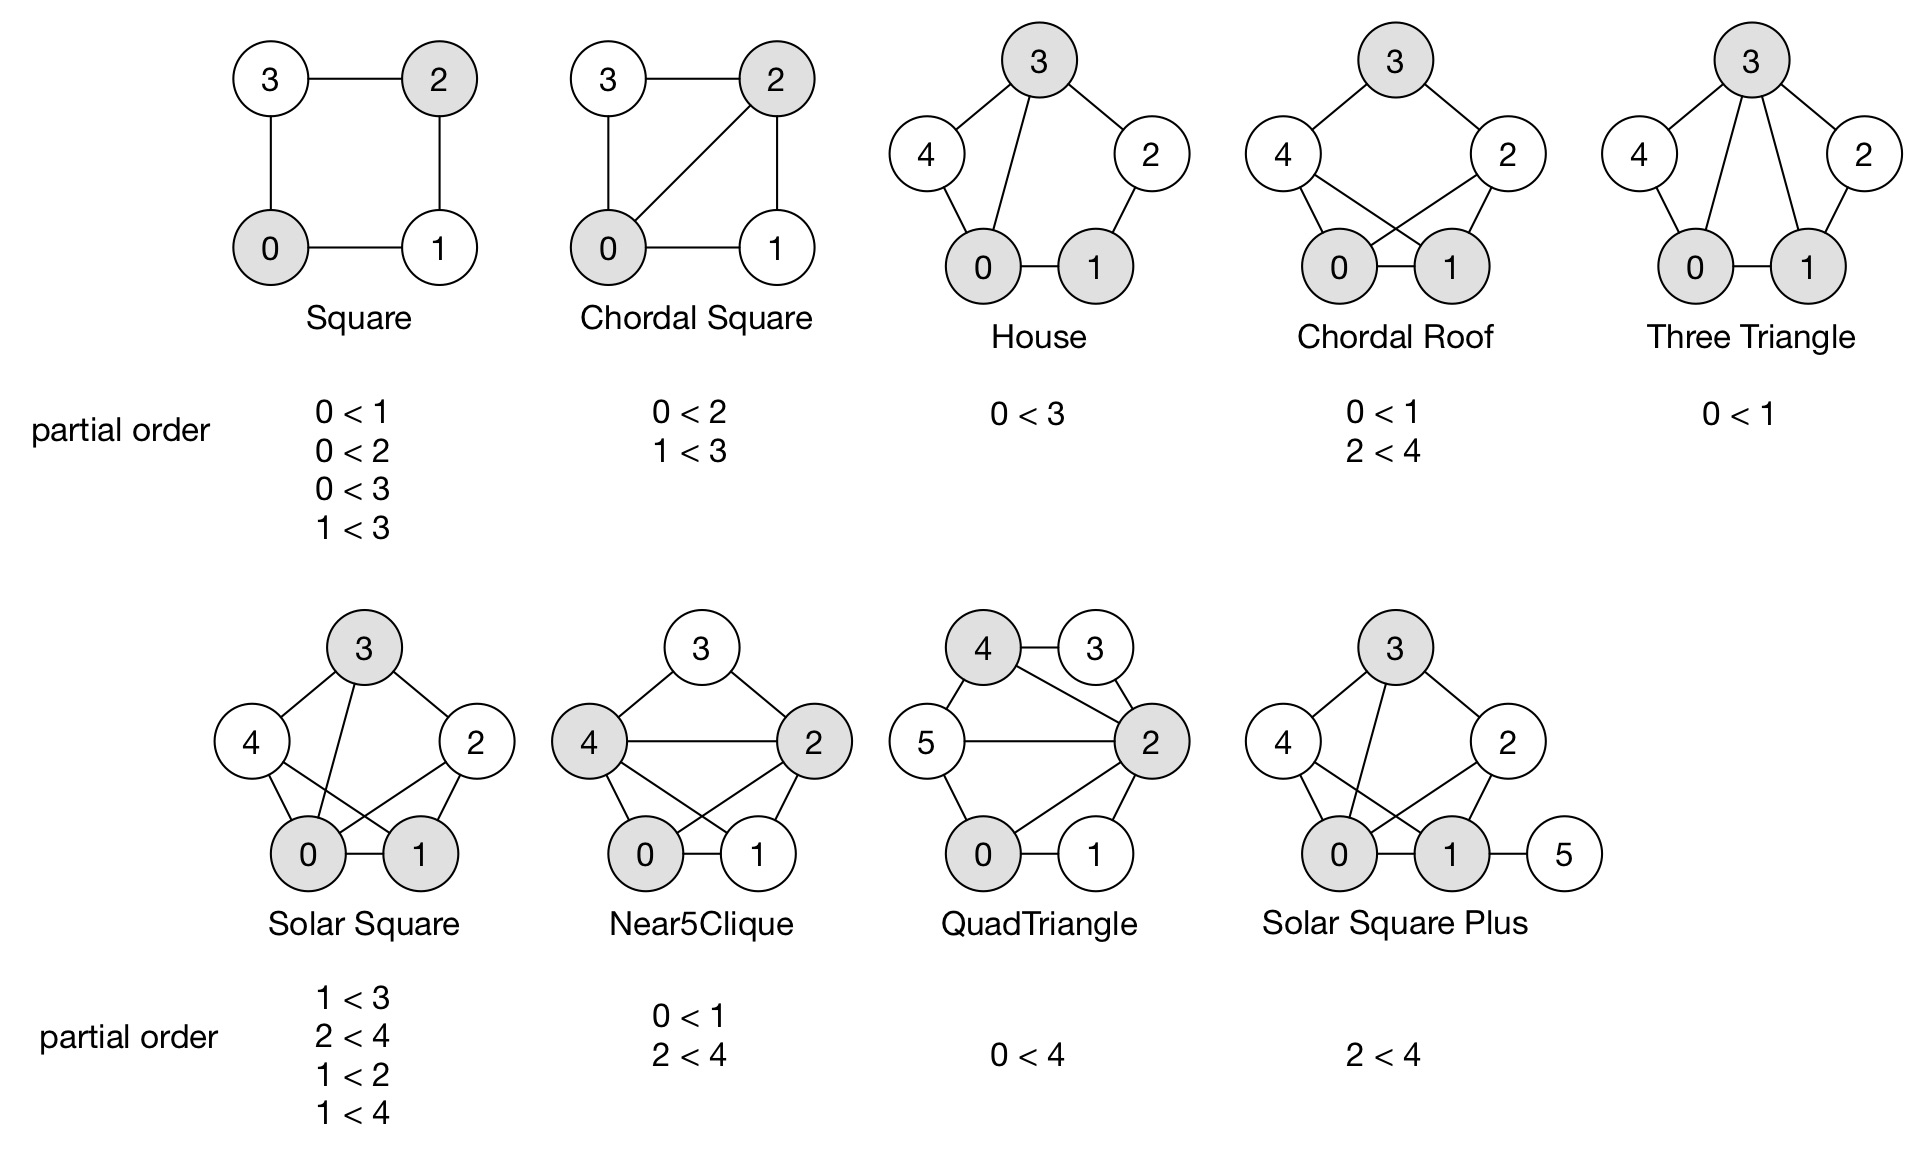 3 2
0 1
Square
3 2
0 1
Chordal Square
3
4 2
0 1
House
3
4 2
0 1
Chordal Roof
3
4 2
0 1
Three Triangle
partial order
0 < 1
0 < 2
0 < 3
1 < 3
0 < 2
1 < 3
0 < 3
0 < 1
2 < 4
0 < 1
3
4 2
0 1
Solar Square
3
4 2
0 1
Near5Clique
4 3
5 2
0 1
QuadTriangle
3
4 2
0 1 5
Solar Square Plus
partial order
1 < 3
2 < 4
1 < 2
1 < 4
0 < 1
2 < 4
0 < 4
2 < 4